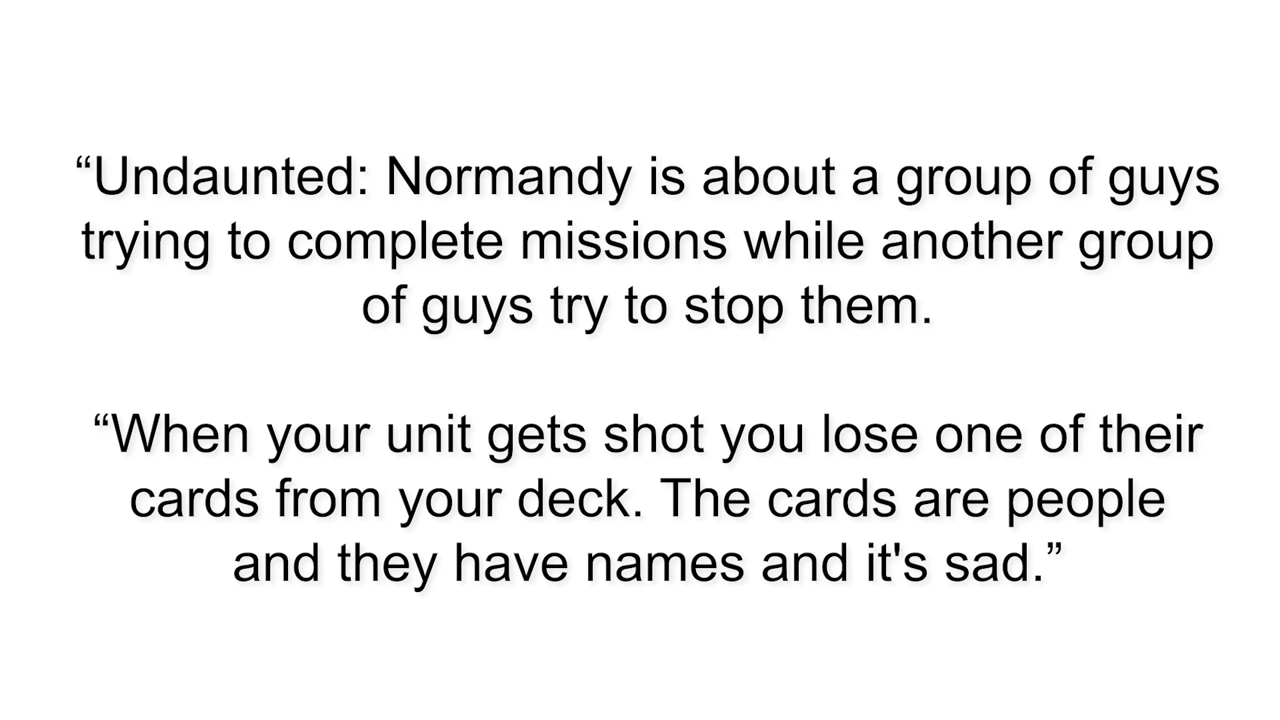 “Undaunted: Normandy is about a group of guys
trying to complete missions while another group
of guys try to stop them.
“When your unit gets shot you lose one of their
cards from your deck. The cards are people
and they have names and it's sad.”